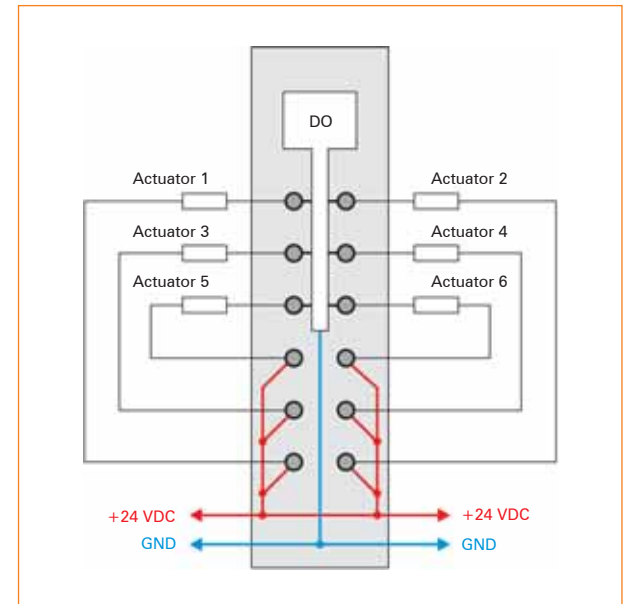 DO
Actuator 1
Actuator 2
Actuator 3
Actuator 4
Actuator 5
Actuator 6
+24 VDC
+24 VDC
GND
GND